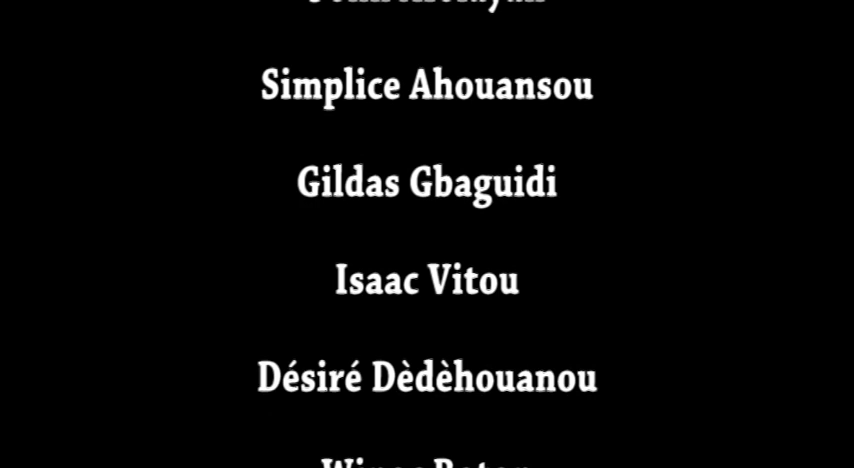 Simplice Ahouansou
Gildas Gbaguidi
Isaac Vitou
Désiré Dèdèhouanou